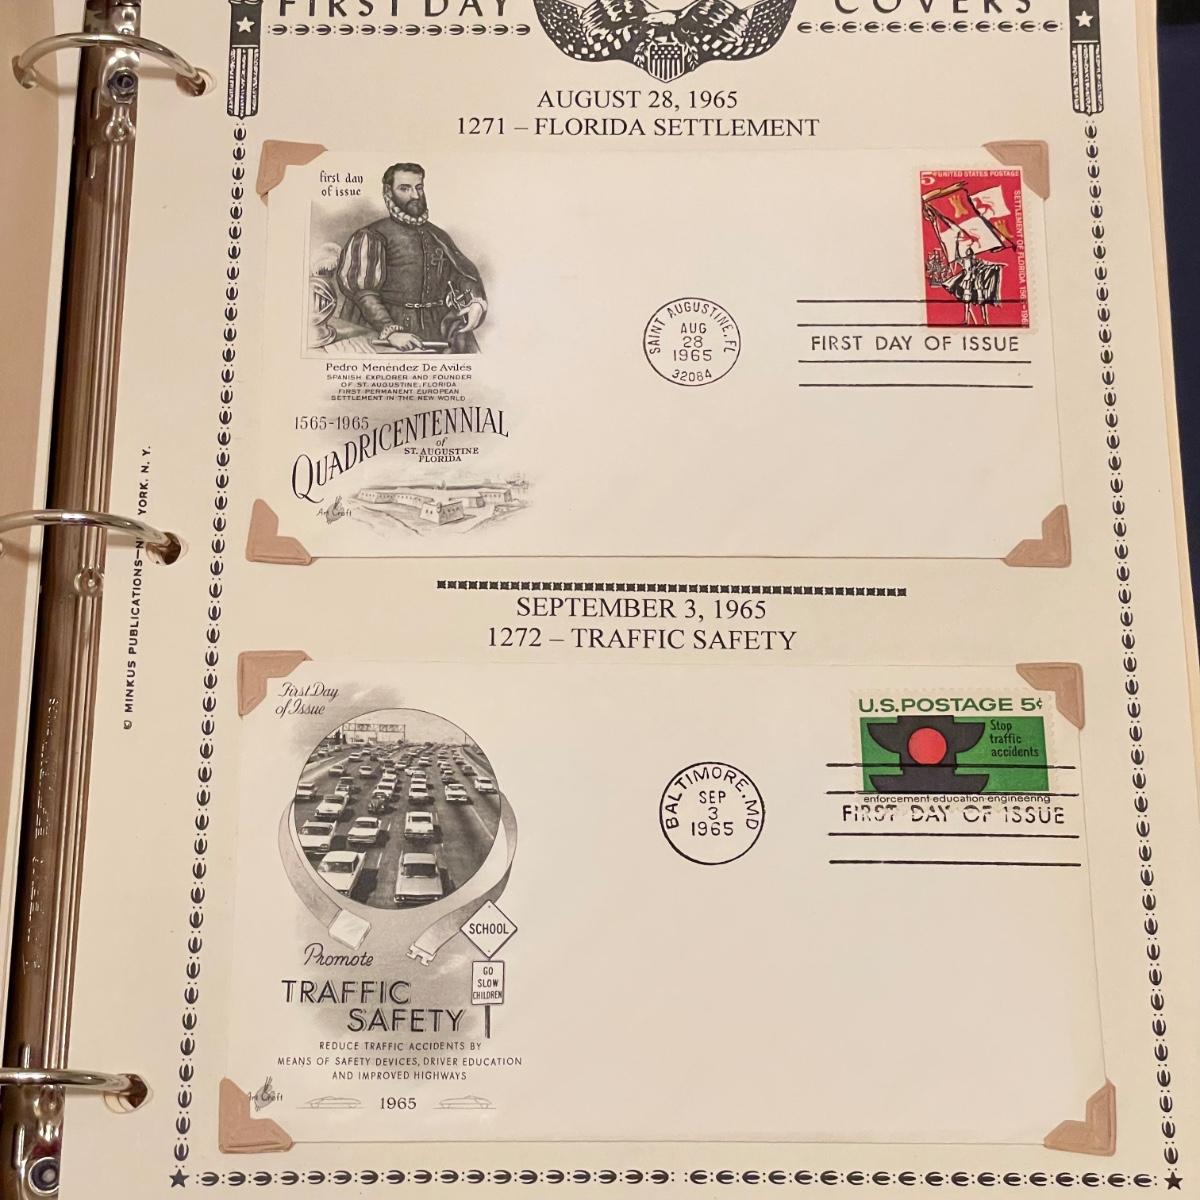 FIRST DAY COVERS
AUGUST 28, 1965
1271 – FLORIDA SETTLEMENT
first day
of issue
Pedro Menéndez De Avilés
SPANISH EXPLORER AND FOUNDER
OF ST. AUGUSTINE, FLORIDA
FIRST PERMANENT EUROPEAN
SETTLEMENT IN THE NEW WORLD
1565-1965
QUADRICENTENNIAL
of
ST. AUGUSTINE
FLORIDA
Art Craft
SAINT AUGUSTINE, FL
AUG
28
1965
32084
5¢ UNITED STATES POSTAGE
SETTLEMENT OF FLORIDA
FIRST DAY OF ISSUE
© MINKUS PUBLICATIONS— YORK, N. Y.
SEPTEMBER 3, 1965
1272 – TRAFFIC SAFETY
First Day
of Issue
SCHOOL
GO
SLOW
CHILDREN
Promote
TRAFFIC
SAFETY
REDUCE TRAFFIC ACCIDENTS BY
MEANS OF SAFETY DEVICES, DRIVER EDUCATION
AND IMPROVED HIGHWAYS
Art Craft
1965
BALTIMORE, MD
SEP
3
1965
U.S. POSTAGE 5¢
Stop
traffic
accidents
enforcement·education·engineering
FIRST DAY OF ISSUE